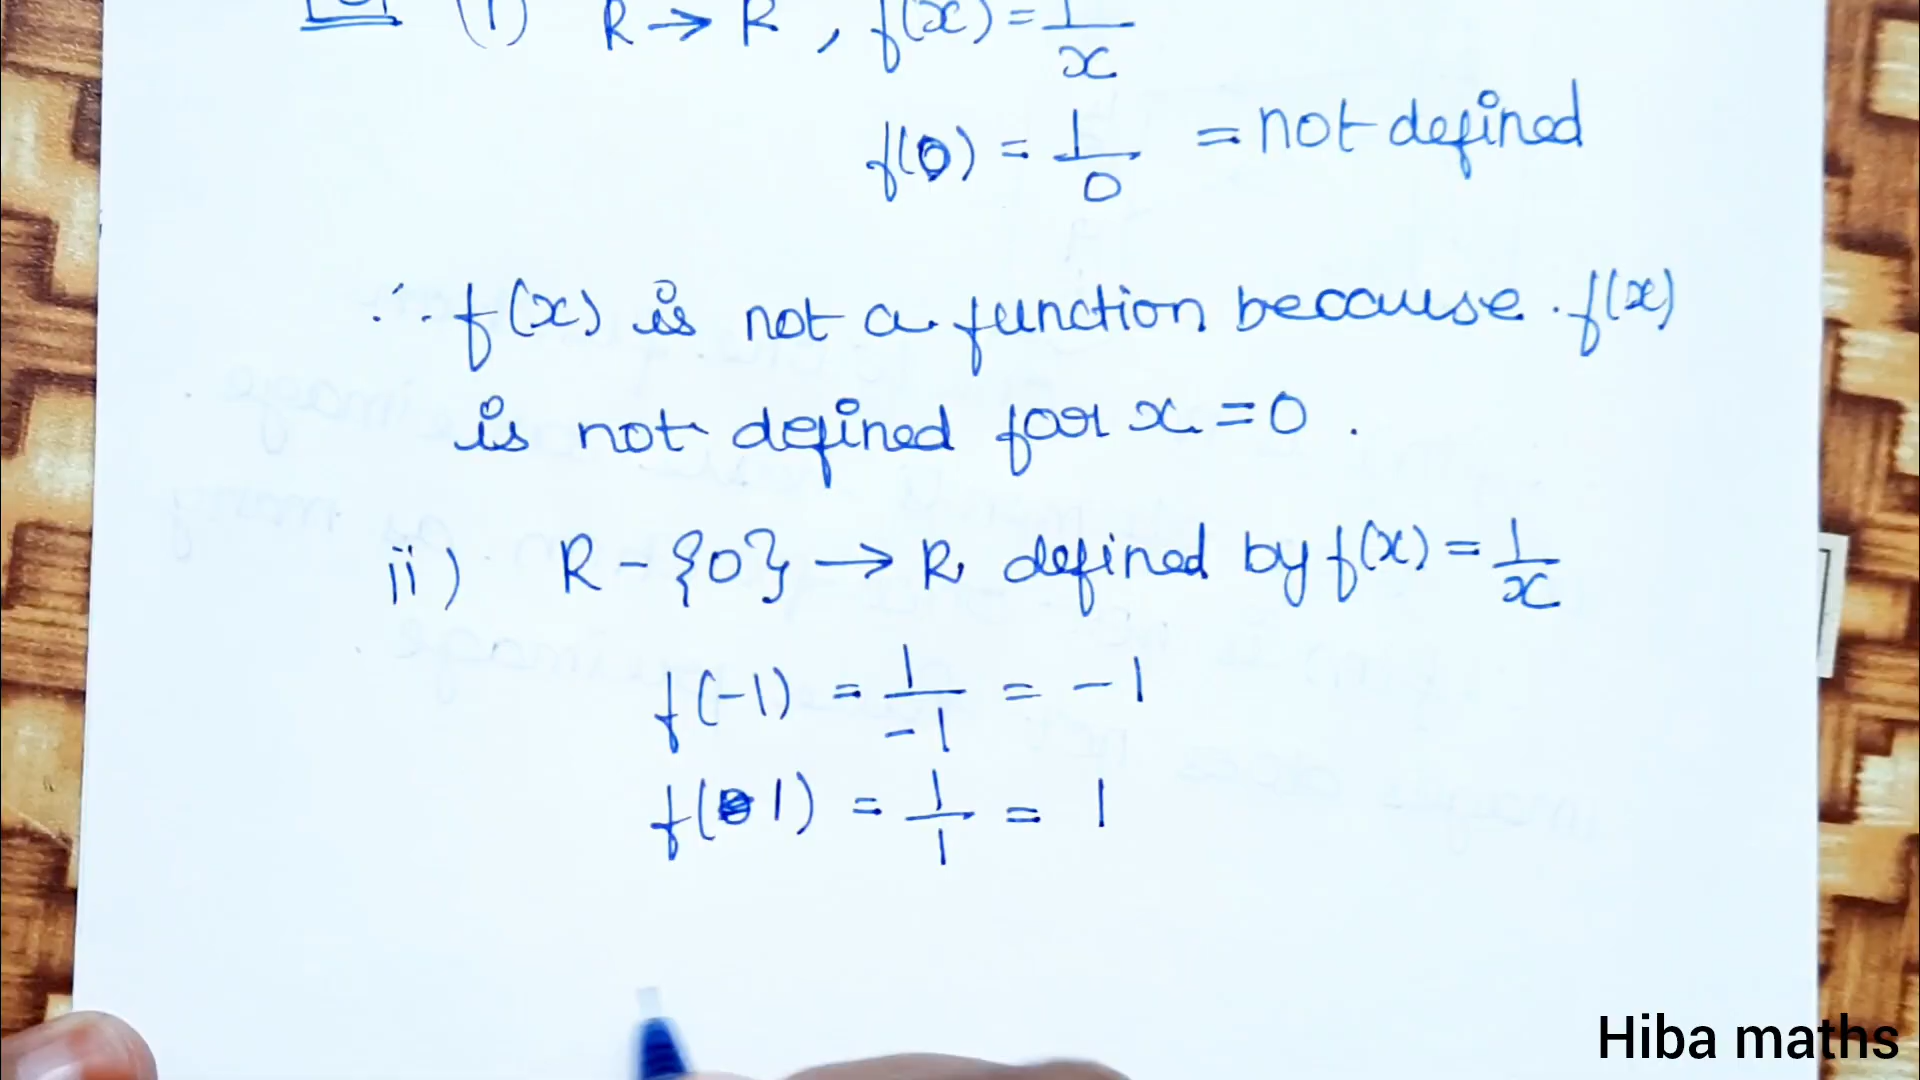 (i) R → R , f(x) = 1/x
f(0) = 1/0 = not defined
∴ f(x) is not a function because f(x)
is not defined for x = 0 .
ii) R - {0} → R defined by f(x) = 1/x
f(-1) = 1/-1 = -1
f(1) = 1/1 = 1
Hiba maths